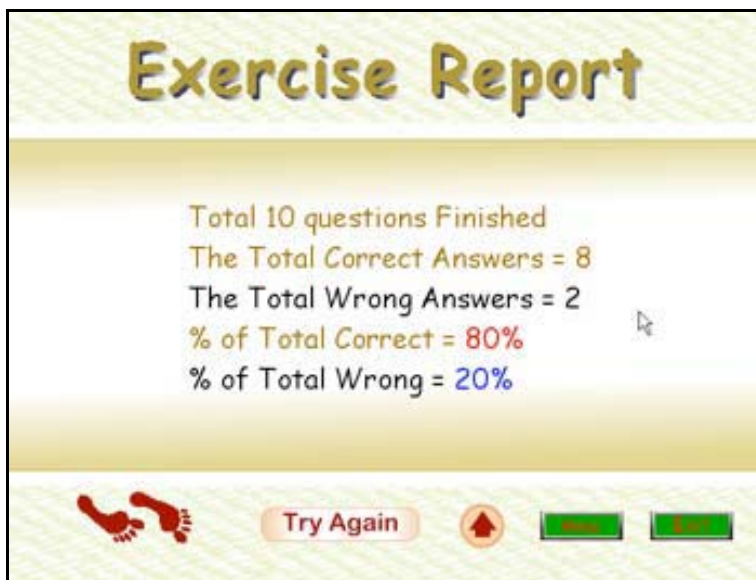 Exercise Report
Total 10 questions Finished
The Total Correct Answers = 8
The Total Wrong Answers = 2
% of Total Correct = 80%
% of Total Wrong = 20%
Try Again
Exit